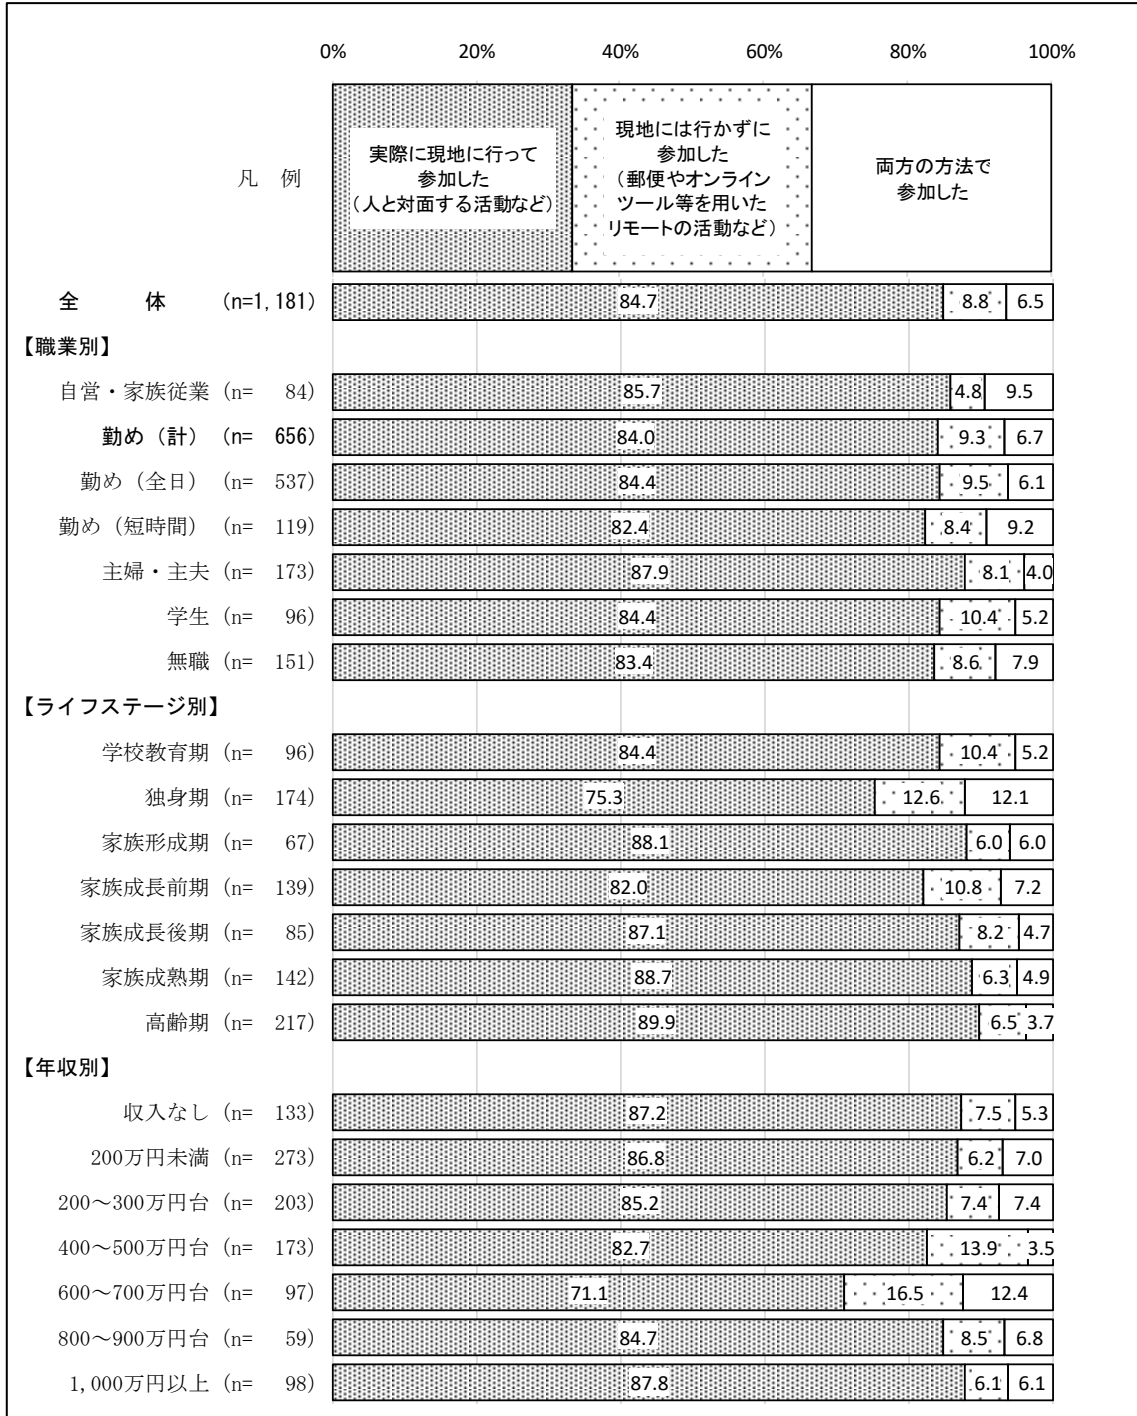 0% 20% 40% 60% 80% 100%
凡 例
実際に現地に行って
参加した
（人と対面する活動など）
現地には行かずに
参加した
（郵便やオンライン
ツール等を用いた
リモートの活動など）
両方の方法で
参加した
全 体 (n=1,181) 84.7 8.8 6.5
【職業別】
自営・家族従業 (n= 84) 85.7 4.8 9.5
勤め（計） (n= 656) 84.0 9.3 6.7
勤め（全日） (n= 537) 84.4 9.5 6.1
勤め（短時間） (n= 119) 82.4 8.4 9.2
主婦・主夫 (n= 173) 87.9 8.1 4.0
学生 (n= 96) 84.4 10.4 5.2
無職 (n= 151) 83.4 8.6 7.9
【ライフステージ別】
学校教育期 (n= 96) 84.4 10.4 5.2
独身期 (n= 174) 75.3 12.6 12.1
家族形成期 (n= 67) 88.1 6.0 6.0
家族成長前期 (n= 139) 82.0 10.8 7.2
家族成長後期 (n= 85) 87.1 8.2 4.7
家族成熟期 (n= 142) 88.7 6.3 4.9
高齢期 (n= 217) 89.9 6.5 3.7
【年収別】
収入なし (n= 133) 87.2 7.5 5.3
200万円未満 (n= 273) 86.8 6.2 7.0
200～300万円台 (n= 203) 85.2 7.4 7.4
400～500万円台 (n= 173) 82.7 13.9 3.5
600～700万円台 (n= 97) 71.1 16.5 12.4
800～900万円台 (n= 59) 84.7 8.5 6.8
1,000万円以上 (n= 98) 87.8 6.1 6.1